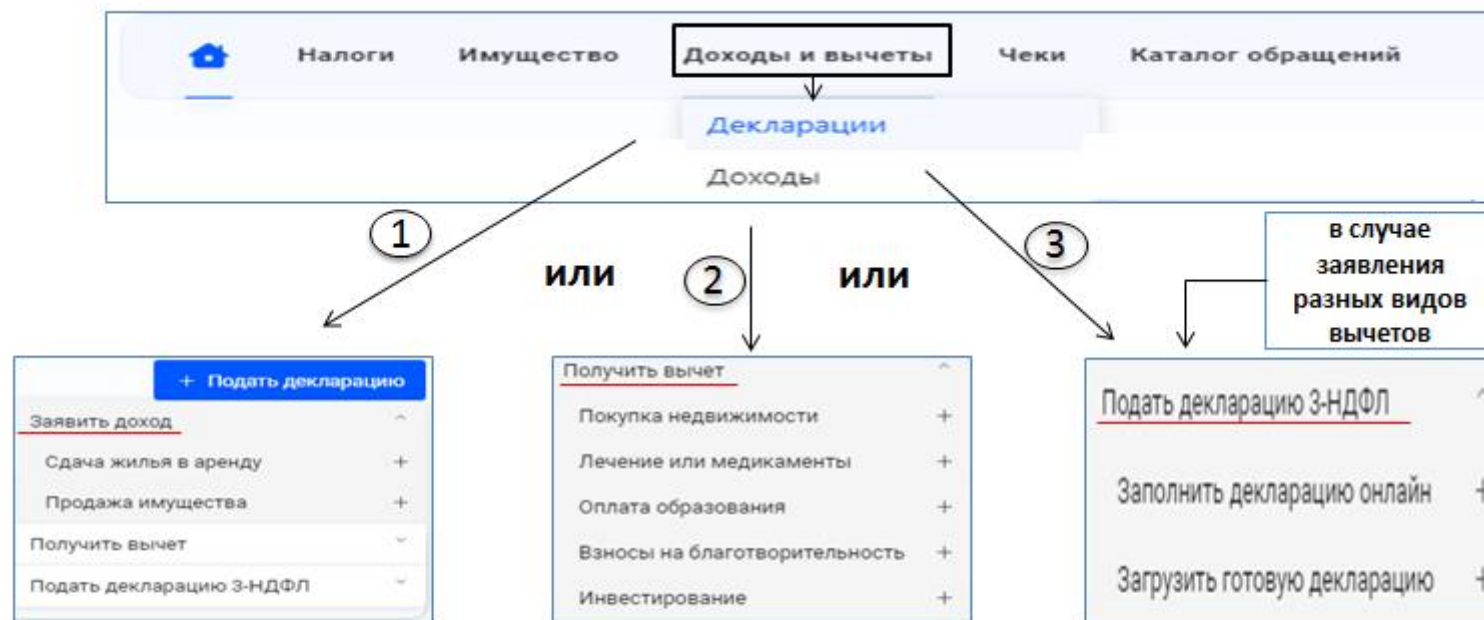 Налоги Имущество Доходы и вычеты Чеки Каталог обращений
Декларации
Доходы
1
или
2
или
3
в случае
заявления
разных видов
вычетов
+ Подать декларацию
Заявить доход
Сдача жилья в аренду +
Продажа имущества +
Получить вычет
Подать декларацию 3-НДФЛ
Получить вычет
Покупка недвижимости +
Лечение или медикаменты +
Оплата образования +
Взносы на благотворительность +
Инвестирование +
Подать декларацию 3-НДФЛ
Заполнить декларацию онлайн +
Загрузить готовую декларацию +